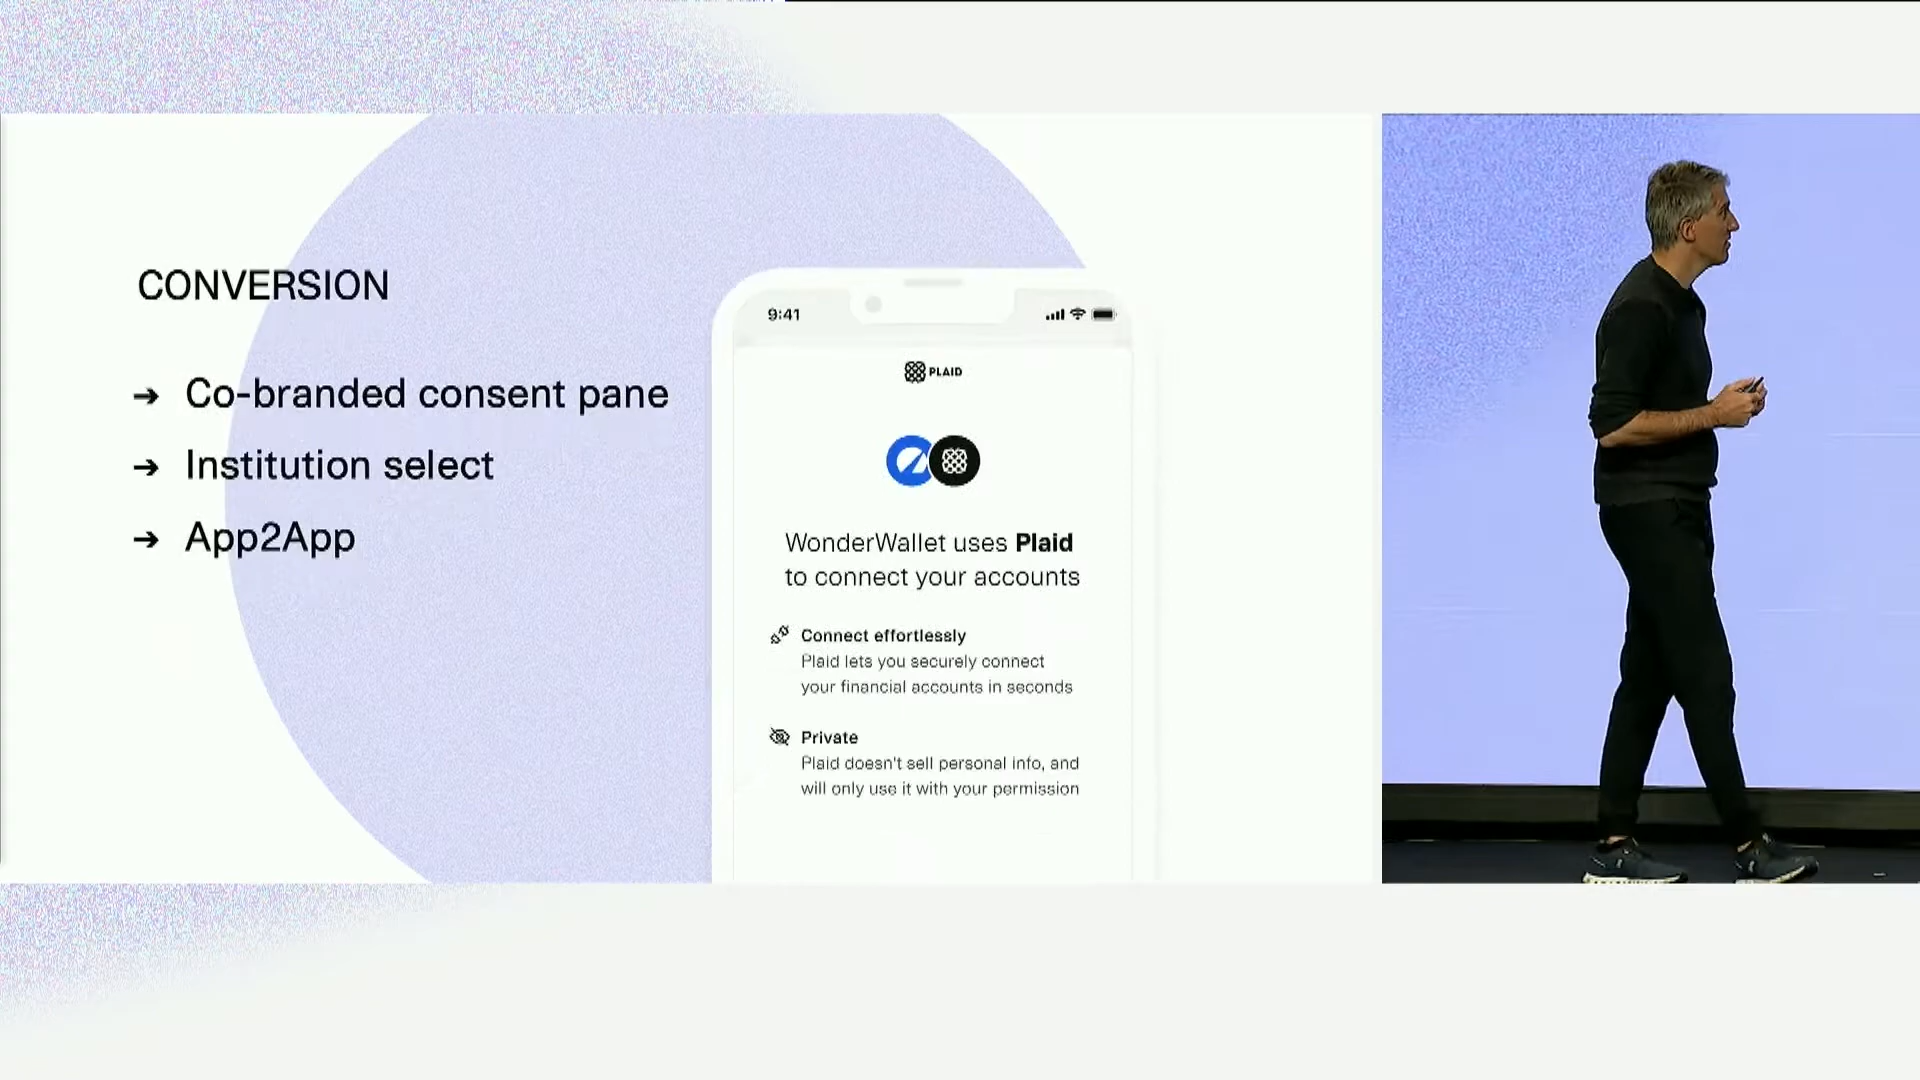 CONVERSION
→ Co-branded consent pane
→ Institution select
→ App2App
9:41
PLAID
WonderWallet uses Plaid
to connect your accounts
Connect effortlessly
Plaid lets you securely connect
your financial accounts in seconds
Private
Plaid doesn't sell personal info, and
will only use it with your permission